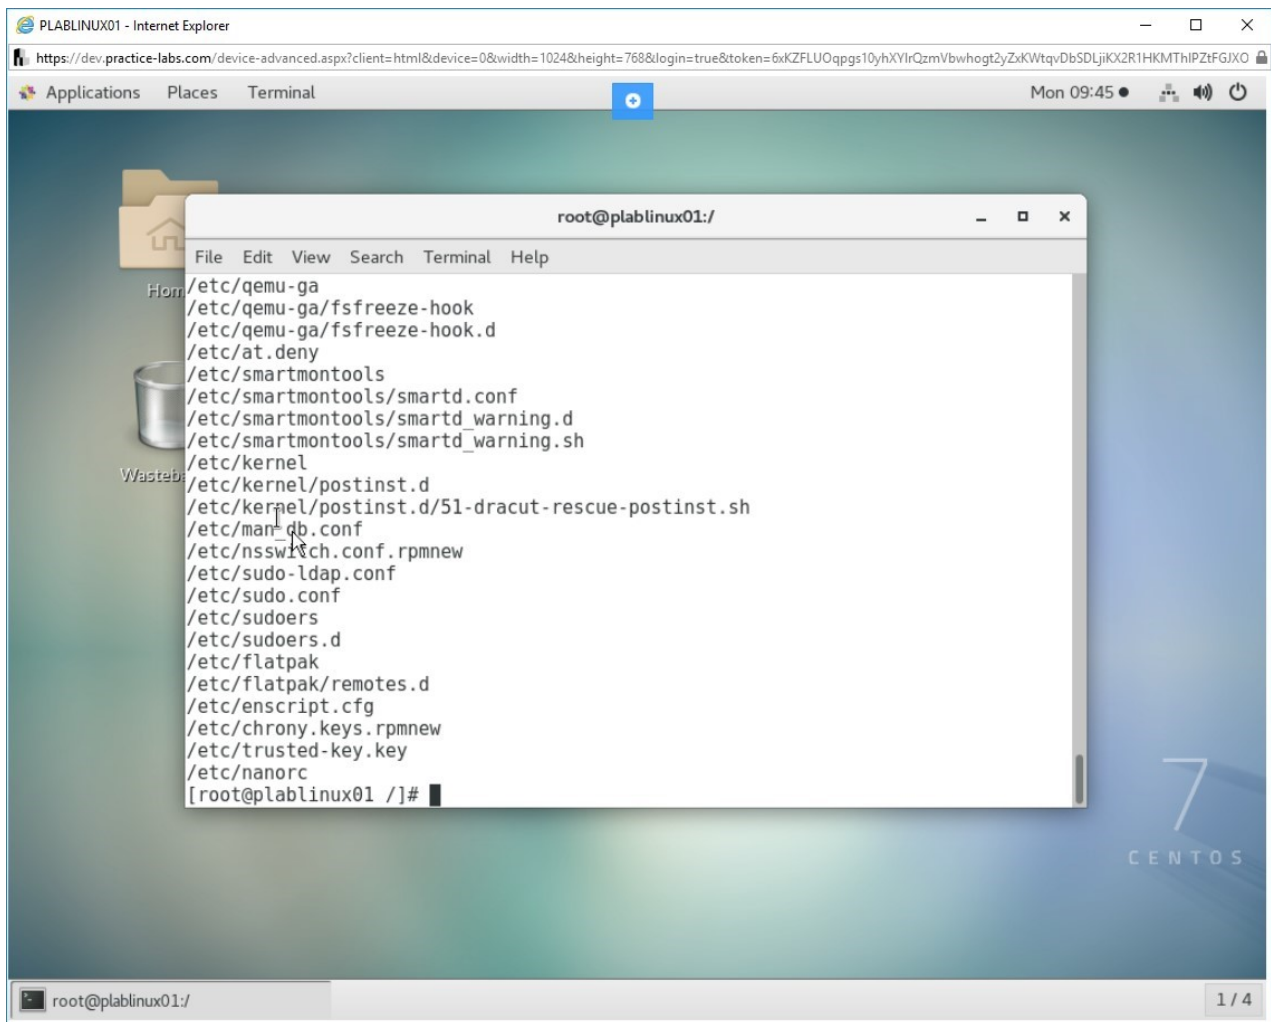 PLABLINUX01 - Internet Explorer
https://dev.practice-labs.com/device-advanced.aspx?client=html&device=0&width=1024&height=768&login=true&token=
Applications Places Terminal Mon 09:45
root@plablinux01:/
File Edit View Search Terminal Help
Hom
/etc/qemu-ga
/etc/qemu-ga/fsfreeze-hook
/etc/qemu-ga/fsfreeze-hook.d
/etc/at.deny
/etc/smartmontools
/etc/smartmontools/smartd.conf
/etc/smartmontools/smartd_warning.d
/etc/smartmontools/smartd_warning.sh
/etc/kernel
Wasteb
/etc/kernel/postinst.d
/etc/kernel/postinst.d/51-dracut-rescue-postinst.sh
/etc/man_db.conf
/etc/nsswitch.conf.rpmnew
/etc/sudo-ldap.conf
/etc/sudo.conf
/etc/sudoers
/etc/sudoers.d
/etc/flatpak
/etc/flatpak/remotes.d
/etc/enscript.cfg
/etc/chrony.keys.rpmnew
/etc/trusted-key.key
/etc/nanorc
[root@plablinux01 /]#
7
CENTOS
root@plablinux01:/
1 / 4